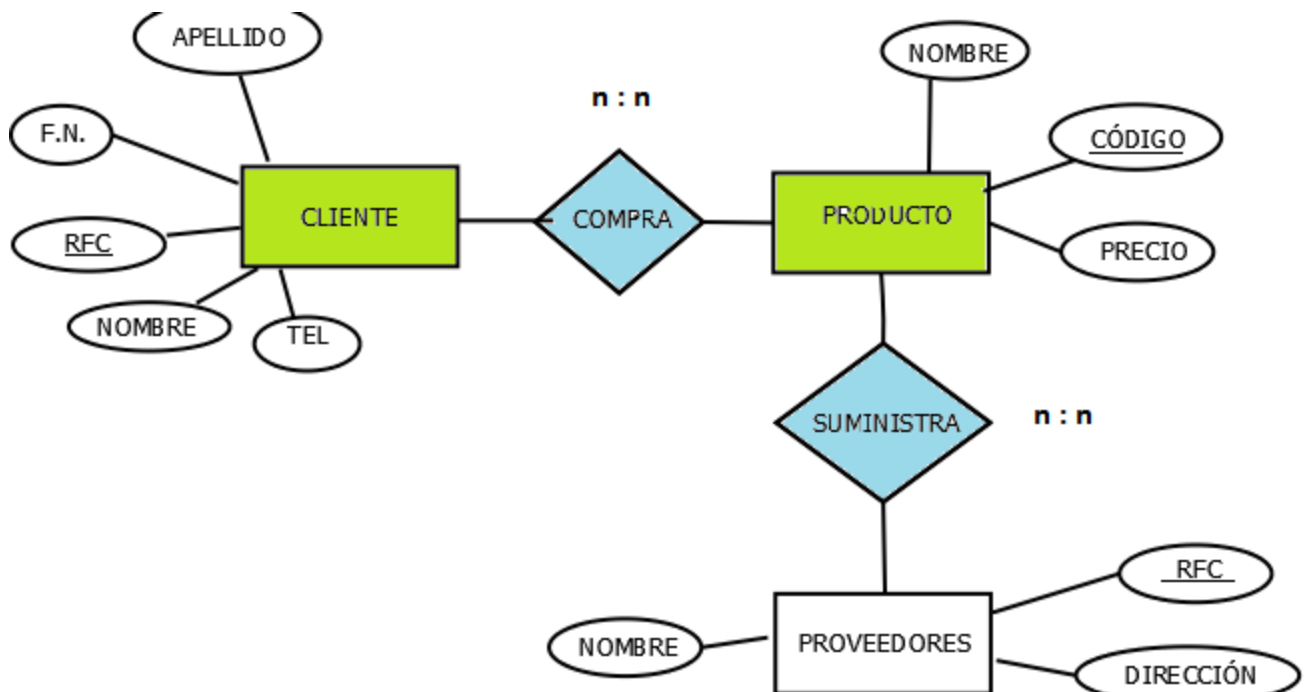 APELLIDO
NOMBRE
n : n
F.N.
CÓDIGO
CLIENTE
COMPRA
PRODUCTO
RFC
PRECIO
NOMBRE
TEL
SUMINISTRA
n : n
RFC
NOMBRE
PROVEEDORES
DIRECCIÓN